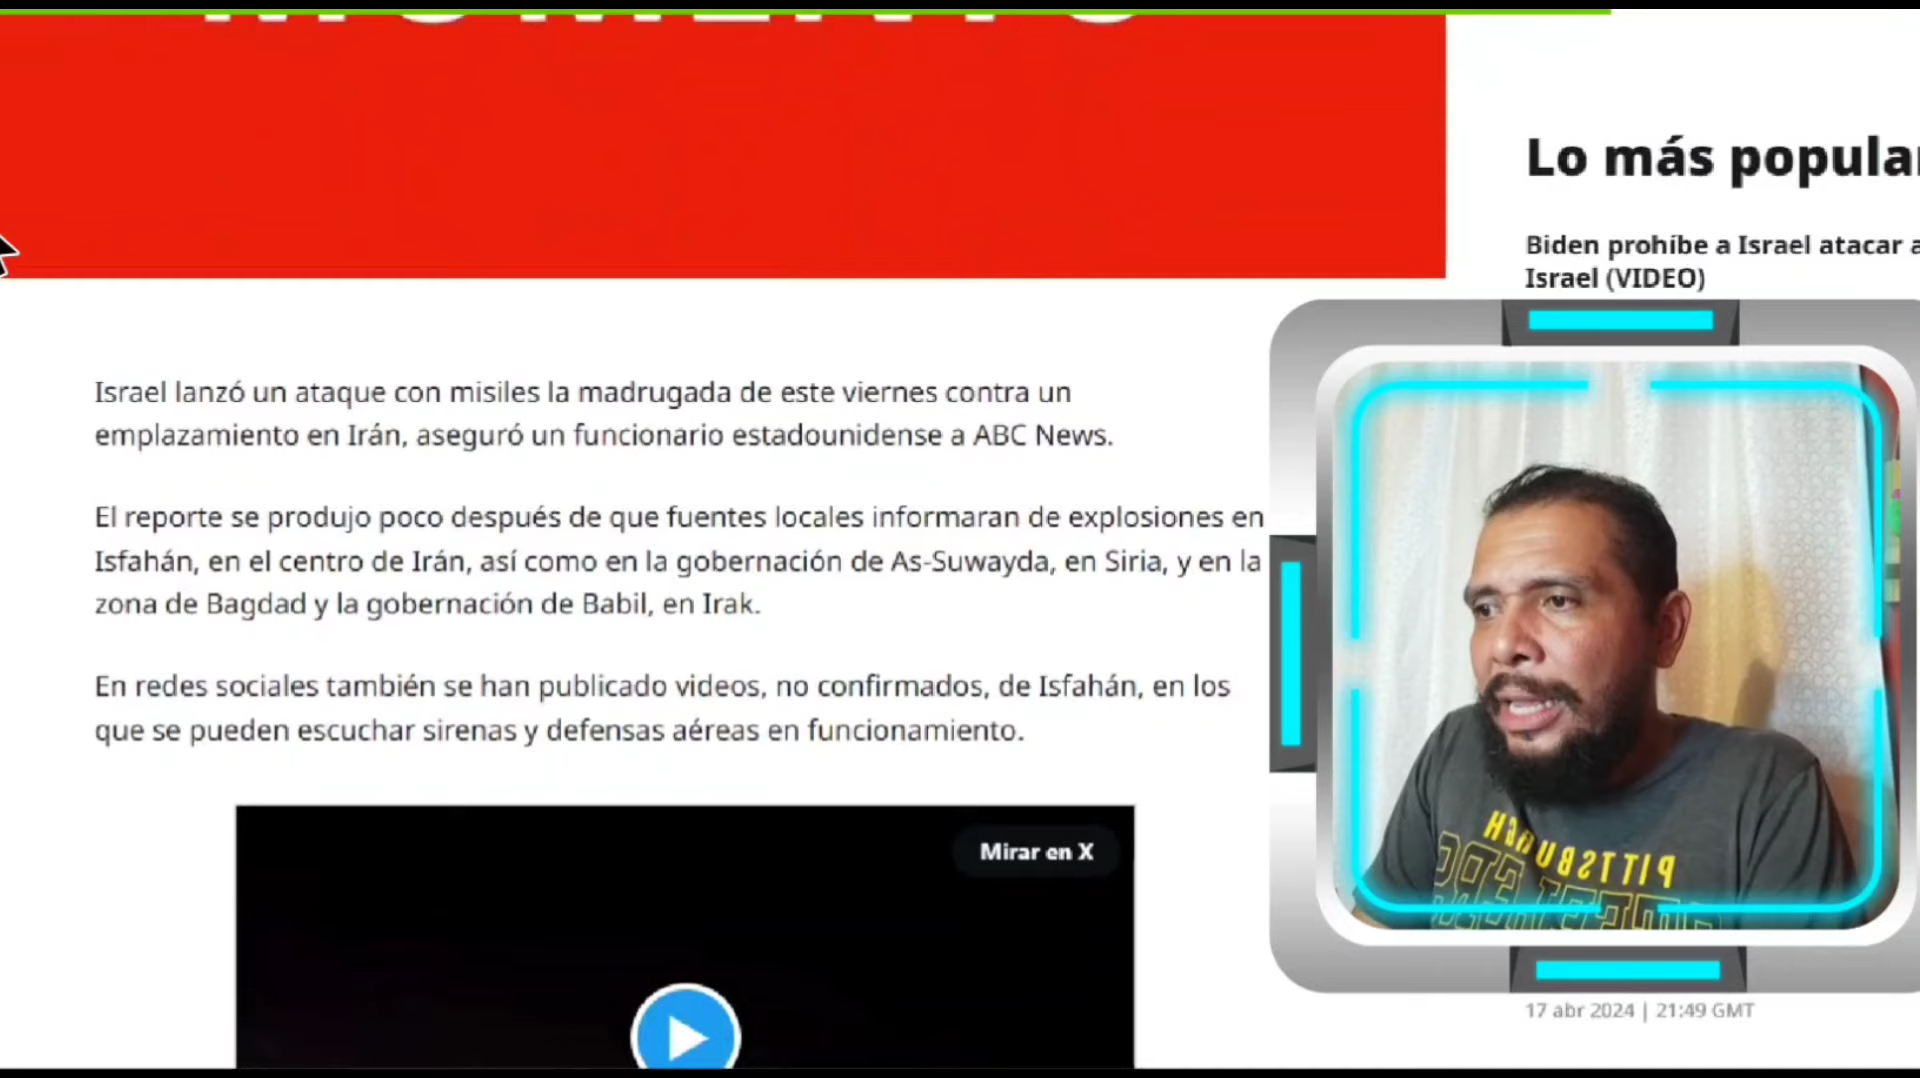 Lo más popular
Biden prohíbe a Israel atacar a
Israel (VIDEO)
Israel lanzó un ataque con misiles la madrugada de este viernes contra un
emplazamiento en Irán, aseguró un funcionario estadounidense a ABC News.
El reporte se produjo poco después de que fuentes locales informaran de explosiones en
Isfahán, en el centro de Irán, así como en la gobernación de As-Suwayda, en Siria, y en la
zona de Bagdad y la gobernación de Babil, en Irak.
En redes sociales también se han publicado videos, no confirmados, de Isfahán, en los
que se pueden escuchar sirenas y defensas aéreas en funcionamiento.
Mirar en X
PITTSBURGH
17 abr 2024 | 21:49 GMT